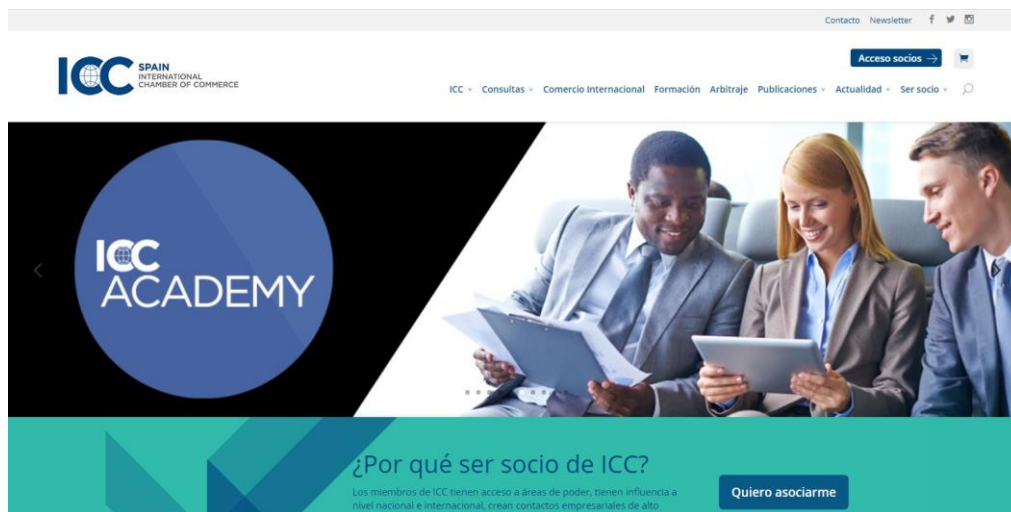 Contacto Newsletter
Acceso socios
ICC SPAIN
INTERNATIONAL
CHAMBER OF COMMERCE
ICC Consultas Comercio Internacional Formación Arbitraje Publicaciones Actualidad Ser socio
ICC
ACADEMY
¿Por qué ser socio de ICC?
Los miembros de ICC tienen acceso a áreas de poder, tienen influencia a
nivel nacional e internacional, crean contactos empresariales de alto
Quiero asociarme